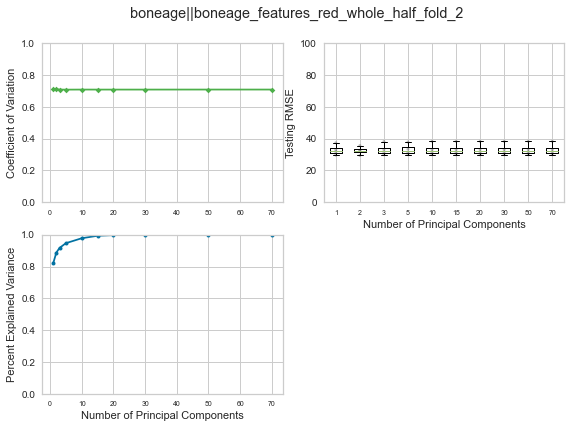 boneage||boneage_features_red_whole_half_fold_2
Coefficient of Variation
1.0
0.8
0.6
0.4
0.2
0.0
0 10 20 30 40 50 60 70
Testing RMSE
100
80
60
40
20
0
1 2 3 5 10 15 20 30 50 70
Number of Principal Components
Percent Explained Variance
1.0
0.8
0.6
0.4
0.2
0.0
0 10 20 30 40 50 60 70
Number of Principal Components